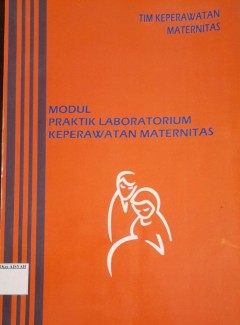 TIM KEPERAWATAN
MATERNITAS
MODUL
PRAKTIK LABORATORIUM
KEPERAWATAN MATERNITAS